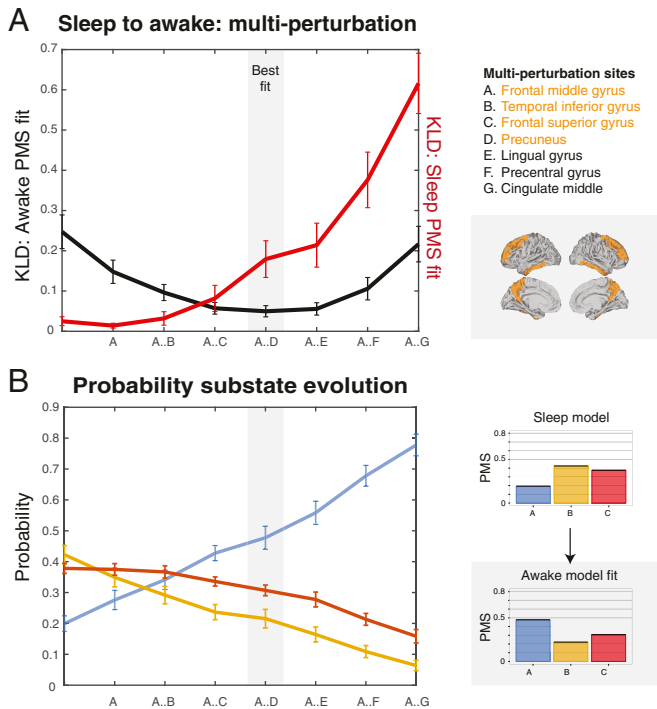 A
Sleep to awake: multi-perturbation
KLD: Awake PMS fit
0.7
0.6
0.5
0.4
0.3
0.2
0.1
0
Best
fit
KLD: Sleep PMS fit
A
A..B
A..C
A..D
A..E
A..F
A..G
Multi-perturbation sites
A. Frontal middle gyrus
B. Temporal inferior gyrus
C. Frontal superior gyrus
D. Precuneus
E. Lingual gyrus
F. Precentral gyrus
G. Cingulate middle
B
Probability substate evolution
Probability
0.9
0.8
0.7
0.6
0.5
0.4
0.3
0.2
0.1
0
A
A..B
A..C
A..D
A..E
A..F
A..G
Sleep model
PMS
0.8
0.5
0
A
B
C
Awake model fit
PMS
0.8
0.5
0
A
B
C